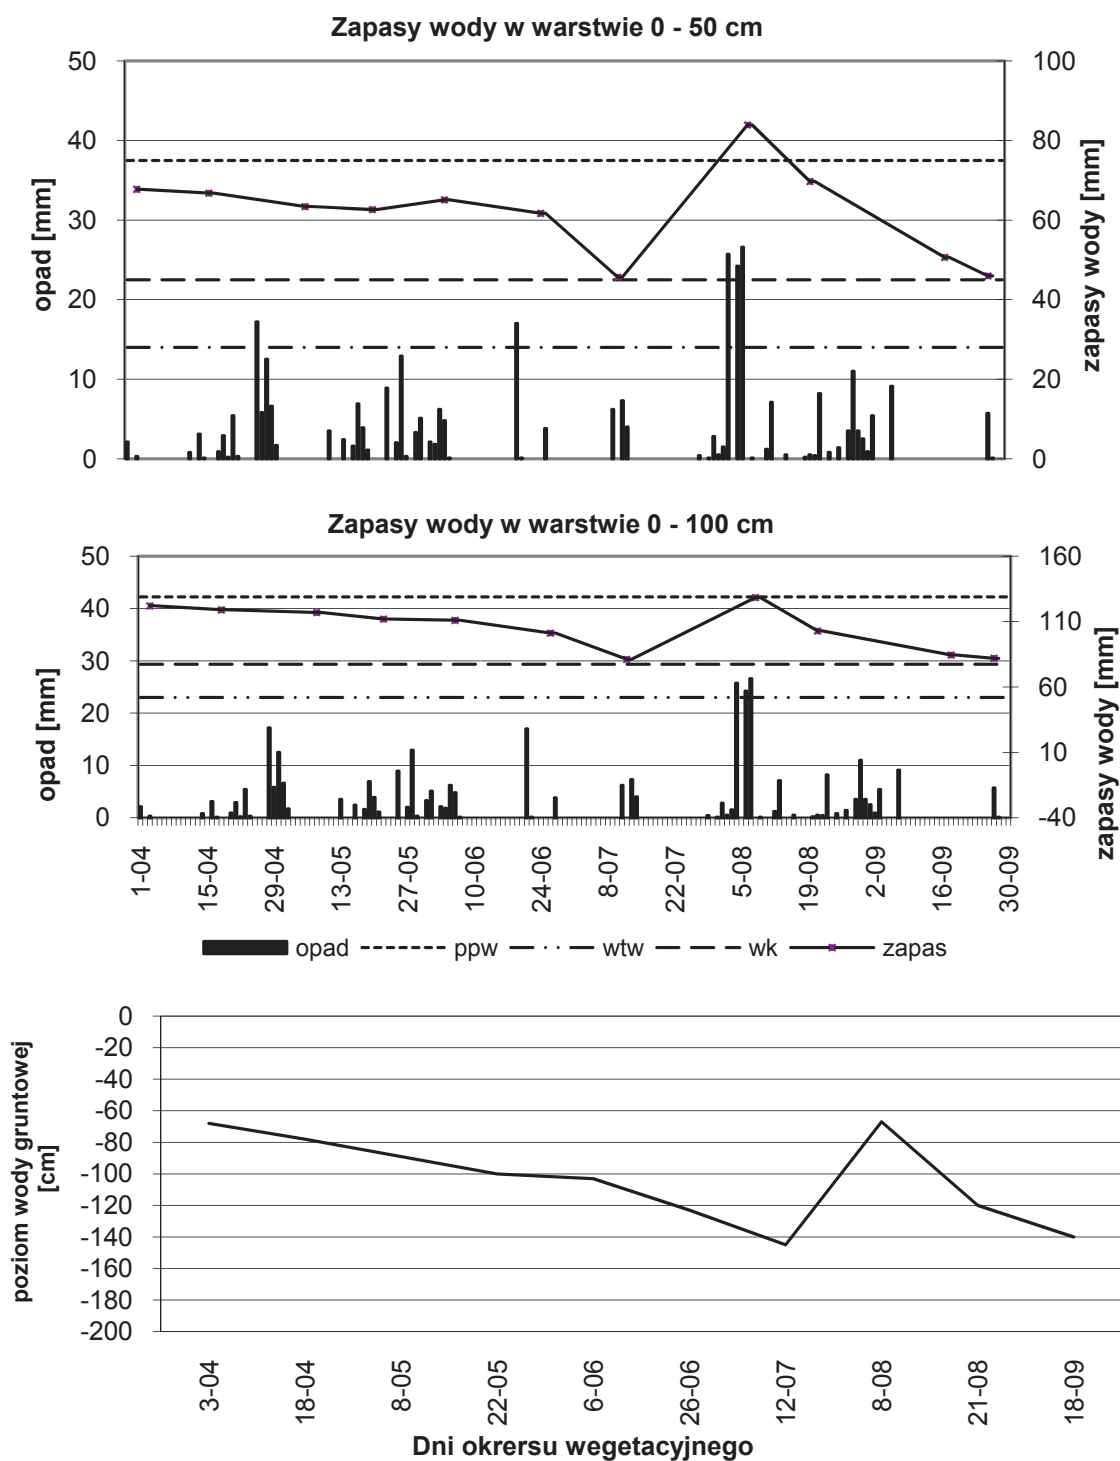 Zapasy wody w warstwie 0 - 50 cm
50
40
30
20
10
0
opad [mm]
100
80
60
40
20
0
zapasy wody [mm]
Zapasy wody w warstwie 0 - 100 cm
50
40
30
20
10
0
opad [mm]
160
110
60
10
-40
zapasy wody [mm]
1-04 15-04 29-04 13-05 27-05 10-06 24-06 8-07 22-07 5-08 19-08 2-09 16-09 30-09
opad ppw wtw wk zapas
0
-20
-40
-60
-80
-100
-120
-140
-160
-180
-200
poziom wody gruntowej
[cm]
3-04 18-04 8-05 22-05 6-06 26-06 12-07 8-08 21-08 18-09
Dni okrersu wegetacyjnego